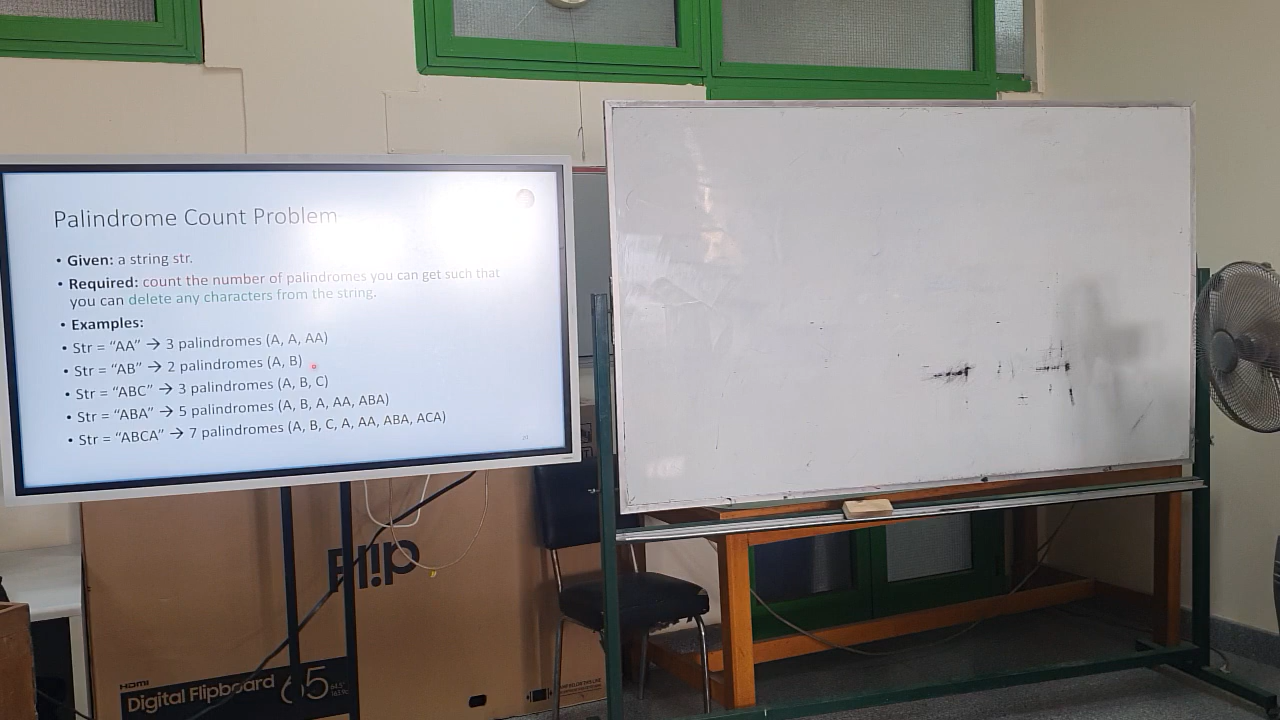 Palindrome Count Problem
• Given: a string str.
• Required: count the number of palindromes you can get such that
you can delete any characters from the string.
• Examples:
• Str = “AA” → 3 palindromes (A, A, AA)
• Str = “AB” → 2 palindromes (A, B)
• Str = “ABC” → 3 palindromes (A, B, C)
• Str = “ABA” → 5 palindromes (A, B, A, AA, ABA)
• Str = “ABCA” → 7 palindromes (A, B, C, A, AA, ABA, ACA)
Flip
HDMI
Digital Flipboard 65